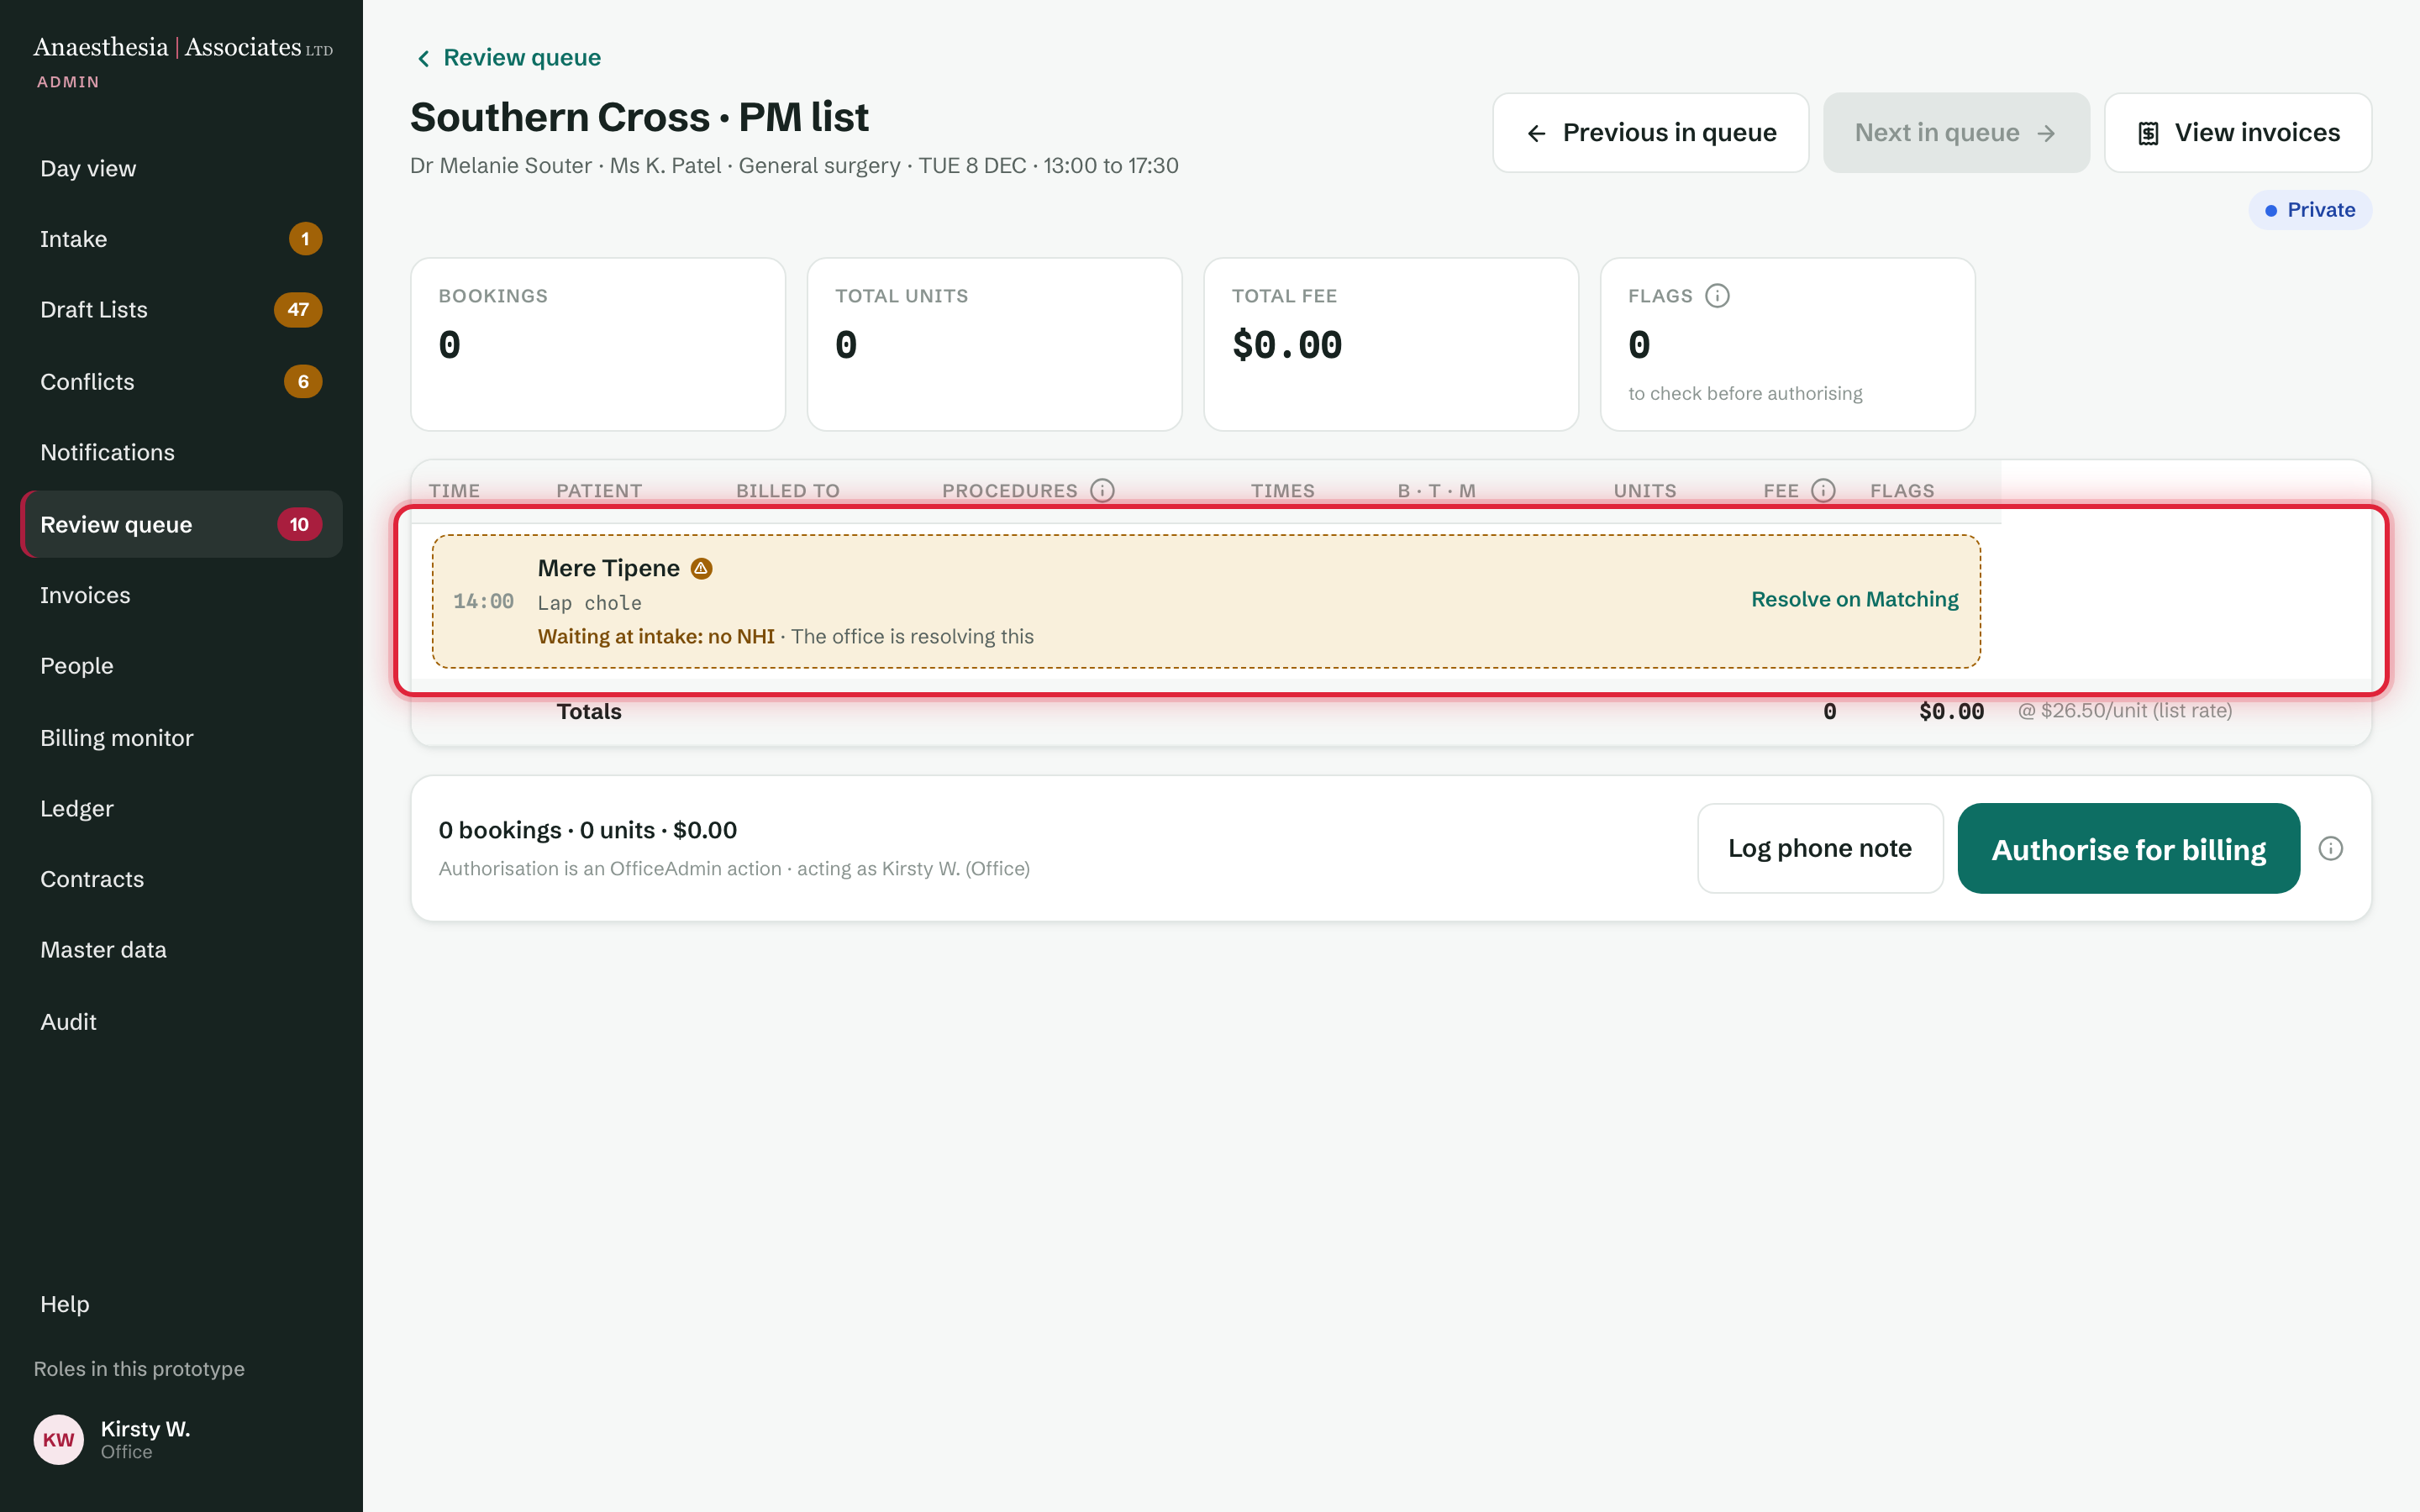 Anaesthesia | Associates LTD
ADMIN
Day view
Intake 1
Draft Lists 47
Conflicts 6
Notifications
Review queue 10
Invoices
People
Billing monitor
Ledger
Contracts
Master data
Audit
Help
Roles in this prototype
KW
Kirsty W.
Office
Review queue
Southern Cross · PM list
Dr Melanie Souter · Ms K. Patel · General surgery · TUE 8 DEC · 13:00 to 17:30
← Previous in queue
Next in queue →
View invoices
Private
BOOKINGS
0
TOTAL UNITS
0
TOTAL FEE
$0.00
FLAGS
0
to check before authorising
TIME PATIENT BILLED TO PROCEDURES TIMES B · T · M UNITS FEE FLAGS
14:00
Mere Tipene
Lap chole
Waiting at intake: no NHI · The office is resolving this
Resolve on Matching
Totals 0 $0.00 @ $26.50/unit (list rate)
0 bookings · 0 units · $0.00
Authorisation is an OfficeAdmin action · acting as Kirsty W. (Office)
Log phone note
Authorise for billing